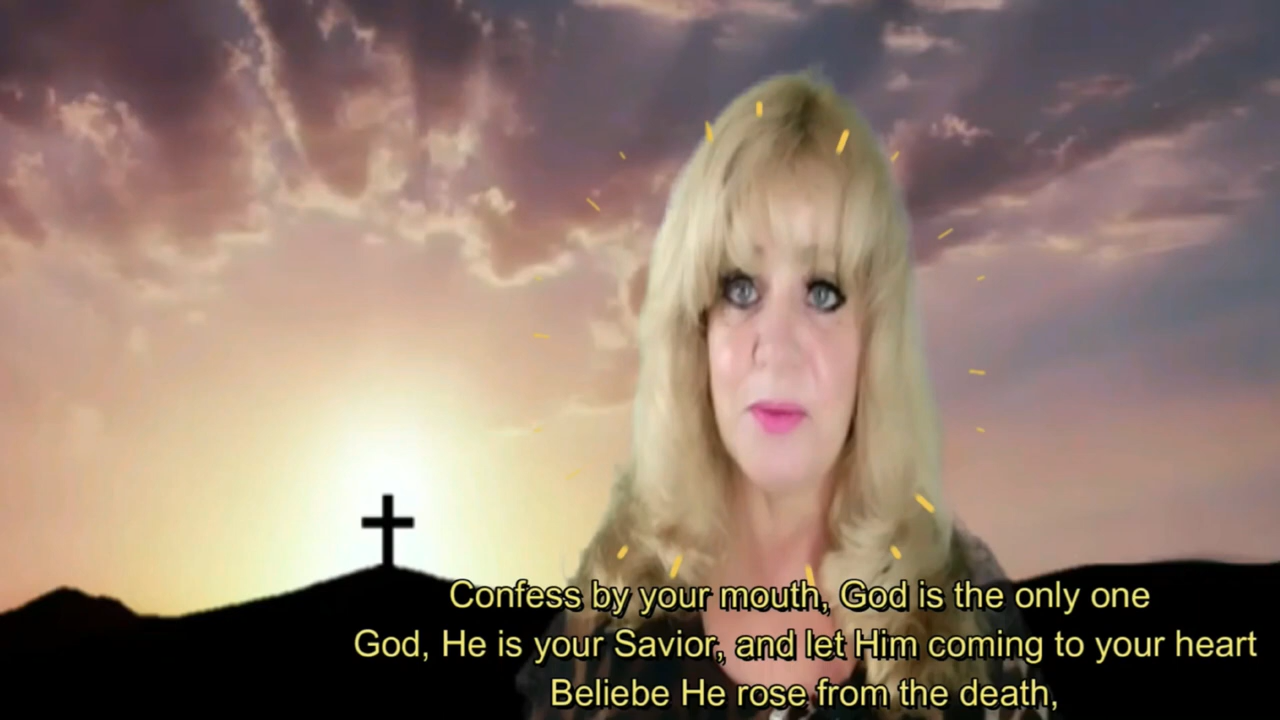 Confess by your mouth, God is the only one
God, He is your Savior, and let Him coming to your heart
Beliebe He rose from the death,